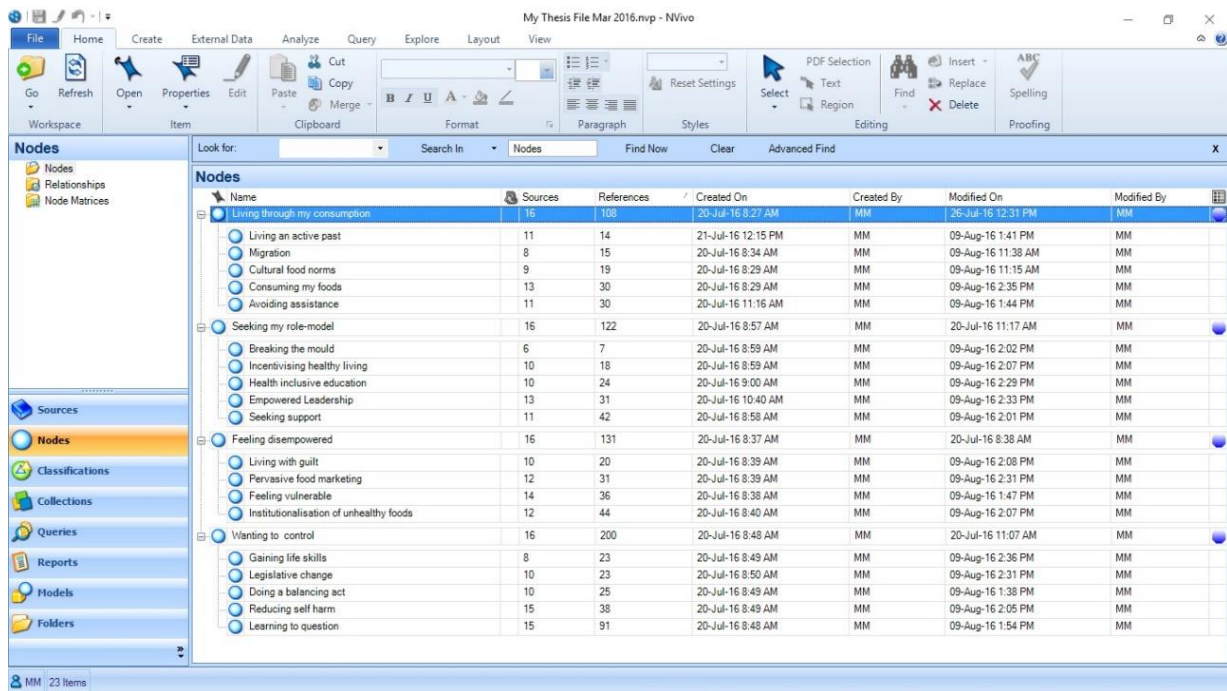 My Thesis File Mar 2016.nvp - NVivo
File Home Create External Data Analyze Query Explore Layout View
Go Refresh Open Properties Edit Paste Cut Copy Merge B I U A Reset Settings Select PDF Selection Text Region Find Insert Replace Delete ABC Spelling
Workspace Item Clipboard Format Paragraph Styles Editing Proofing
Nodes
Nodes
Relationships
Node Matrices
Sources
Nodes
Classifications
Collections
Queries
Reports
Models
Folders
Look for: Search In Nodes Find Now Clear Advanced Find x
Nodes
Name Sources References Created On Created By Modified On Modified By
Living through my consumption 16 108 20-Jul-16 8:27 AM MM 26-Jul-16 12:31 PM MM
Living an active past 11 14 21-Jul-16 12:15 PM MM 09-Aug-16 1:41 PM MM
Migration 8 15 20-Jul-16 8:34 AM MM 09-Aug-16 11:38 AM MM
Cultural food norms 9 19 20-Jul-16 8:29 AM MM 09-Aug-16 11:15 AM MM
Consuming my foods 13 30 20-Jul-16 8:29 AM MM 09-Aug-16 2:35 PM MM
Avoiding assistance 11 30 20-Jul-16 11:16 AM MM 09-Aug-16 1:44 PM MM
Seeking my role-model 16 122 20-Jul-16 8:57 AM MM 20-Jul-16 11:17 AM MM
Breaking the mould 6 7 20-Jul-16 8:59 AM MM 09-Aug-16 2:02 PM MM
Incentivising healthy living 10 18 20-Jul-16 8:59 AM MM 09-Aug-16 2:07 PM MM
Health inclusive education 10 24 20-Jul-16 9:00 AM MM 09-Aug-16 2:29 PM MM
Empowered Leadership 13 31 20-Jul-16 10:40 AM MM 09-Aug-16 2:33 PM MM
Seeking support 11 42 20-Jul-16 8:58 AM MM 09-Aug-16 2:01 PM MM
Feeling disempowered 16 131 20-Jul-16 8:37 AM MM 20-Jul-16 8:38 AM MM
Living with guilt 10 20 20-Jul-16 8:39 AM MM 09-Aug-16 2:08 PM MM
Pervasive food marketing 12 31 20-Jul-16 8:39 AM MM 09-Aug-16 2:31 PM MM
Feeling vulnerable 14 36 20-Jul-16 8:38 AM MM 09-Aug-16 1:47 PM MM
Institutionalisation of unhealthy foods 12 44 20-Jul-16 8:40 AM MM 09-Aug-16 2:07 PM MM
Wanting to control 16 200 20-Jul-16 8:48 AM MM 20-Jul-16 11:07 AM MM
Gaining life skills 8 23 20-Jul-16 8:49 AM MM 09-Aug-16 2:36 PM MM
Legislative change 10 23 20-Jul-16 8:50 AM MM 09-Aug-16 2:31 PM MM
Doing a balancing act 10 25 20-Jul-16 8:49 AM MM 09-Aug-16 1:38 PM MM
Reducing self harm 15 38 20-Jul-16 8:49 AM MM 09-Aug-16 2:05 PM MM
Learning to question 15 91 20-Jul-16 8:48 AM MM 09-Aug-16 1:54 PM MM
MM 23 Items